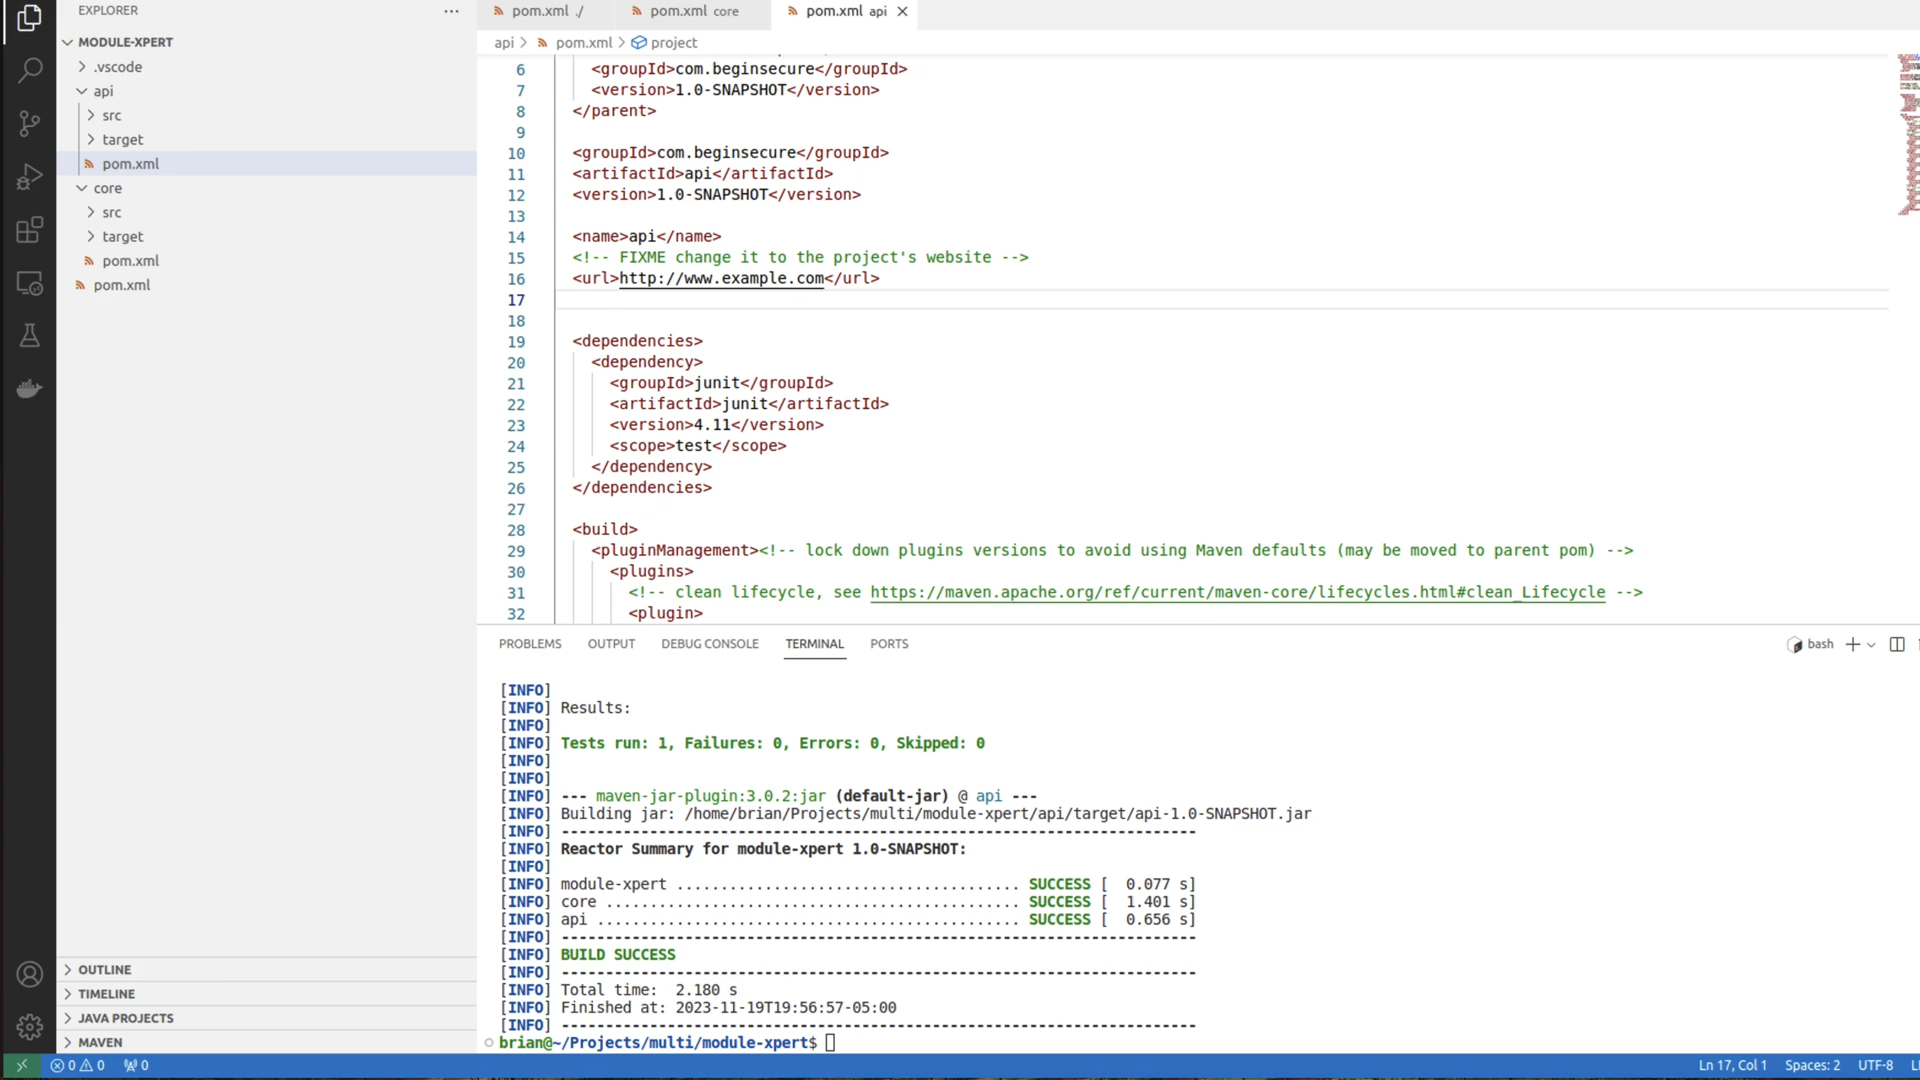 EXPLORER
MODULE-XPERT
.vscode
api
src
target
pom.xml
core
src
target
pom.xml
pom.xml
OUTLINE
TIMELINE
JAVA PROJECTS
MAVEN
pom.xml ./
pom.xml core
pom.xml api
api > pom.xml > project
6 <groupId>com.beginsecure</groupId>
7 <version>1.0-SNAPSHOT</version>
8 </parent>
9
10 <groupId>com.beginsecure</groupId>
11 <artifactId>api</artifactId>
12 <version>1.0-SNAPSHOT</version>
13
14 <name>api</name>
15 <!-- FIXME change it to the project's website -->
16 <url>http://www.example.com</url>
17
18
19 <dependencies>
20 <dependency>
21 <groupId>junit</groupId>
22 <artifactId>junit</artifactId>
23 <version>4.11</version>
24 <scope>test</scope>
25 </dependency>
26 </dependencies>
27
28 <build>
29 <pluginManagement><!-- lock down plugins versions to avoid using Maven defaults (may be moved to parent pom) -->
30 <plugins>
31 <!-- clean lifecycle, see https://maven.apache.org/ref/current/maven-core/lifecycles.html#clean_Lifecycle -->
32 <plugin>
PROBLEMS OUTPUT DEBUG CONSOLE TERMINAL PORTS
bash
[INFO]
[INFO] Results:
[INFO]
[INFO] Tests run: 1, Failures: 0, Errors: 0, Skipped: 0
[INFO]
[INFO]
[INFO] --- maven-jar-plugin:3.0.2:jar (default-jar) @ api ---
[INFO] Building jar: /home/brian/Projects/multi/module-xpert/api/target/api-1.0-SNAPSHOT.jar
[INFO] ------------------------------------------------------------------------
[INFO] Reactor Summary for module-xpert 1.0-SNAPSHOT:
[INFO]
[INFO] module-xpert ....................................... SUCCESS [  0.077 s]
[INFO] core ............................................... SUCCESS [  1.401 s]
[INFO] api ................................................ SUCCESS [  0.656 s]
[INFO] ------------------------------------------------------------------------
[INFO] BUILD SUCCESS
[INFO] ------------------------------------------------------------------------
[INFO] Total time:  2.180 s
[INFO] Finished at: 2023-11-19T19:56:57-05:00
[INFO] ------------------------------------------------------------------------
brian@~/Projects/multi/module-xpert$
0 0 0
Ln 17, Col 1 Spaces: 2 UTF-8